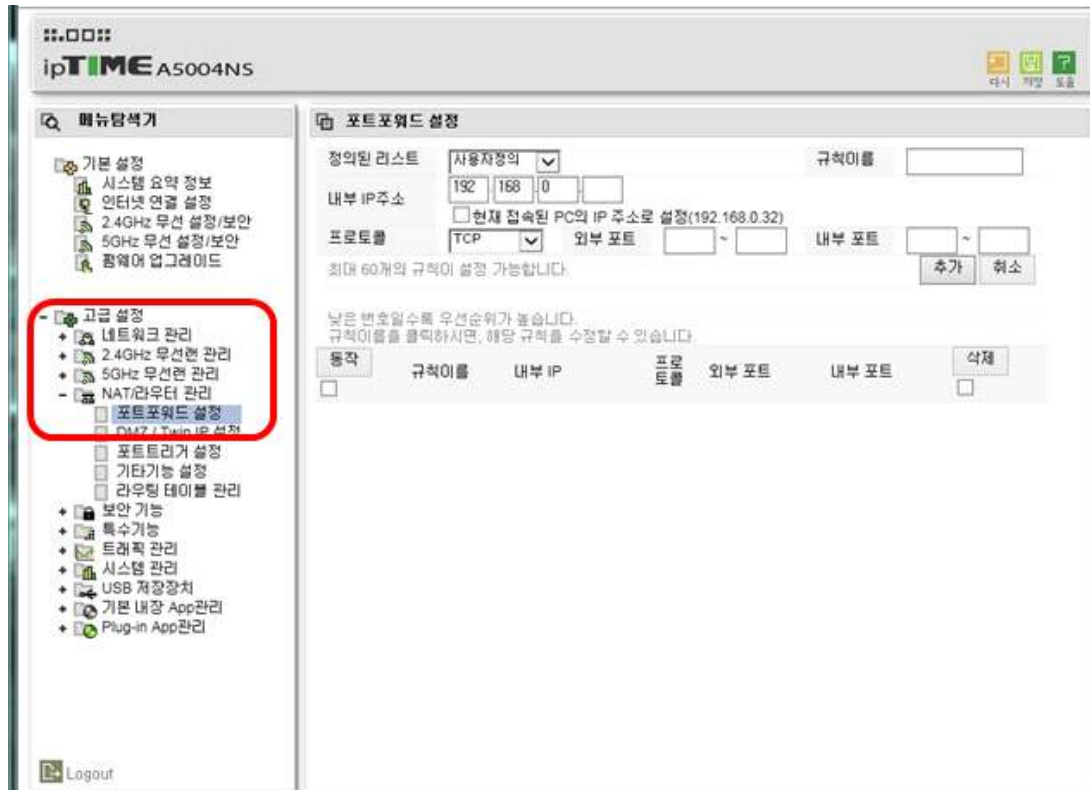 ipTIME A5004NS
다시 저장 도움
메뉴탐색기
기본 설정
시스템 요약 정보
인터넷 연결 설정
2.4GHz 무선 설정/보안
5GHz 무선 설정/보안
펌웨어 업그레이드
고급 설정
네트워크 관리
2.4GHz 무선랜 관리
5GHz 무선랜 관리
NAT/라우터 관리
포트포워드 설정
DMZ / Twin IP 설정
포트트리거 설정
기타기능 설정
라우팅 테이블 관리
보안 기능
특수기능
트래픽 관리
시스템 관리
USB 저장장치
기본 내장 App관리
Plug-in App관리
Logout
포트포워드 설정
정의된 리스트 사용자정의 규칙이름
내부 IP주소 192 . 168 . 0 .
현재 접속된 PC의 IP 주소로 설정(192.168.0.32)
프로토콜 TCP 외부 포트 ~ 내부 포트 ~
최대 60개의 규칙이 설정 가능합니다. 추가 취소
낮은 번호일수록 우선순위가 높습니다.
규칙이름을 클릭하시면, 해당 규칙을 수정할 수 있습니다.
동작 규칙이름 내부 IP 프로토콜 외부 포트 내부 포트 삭제